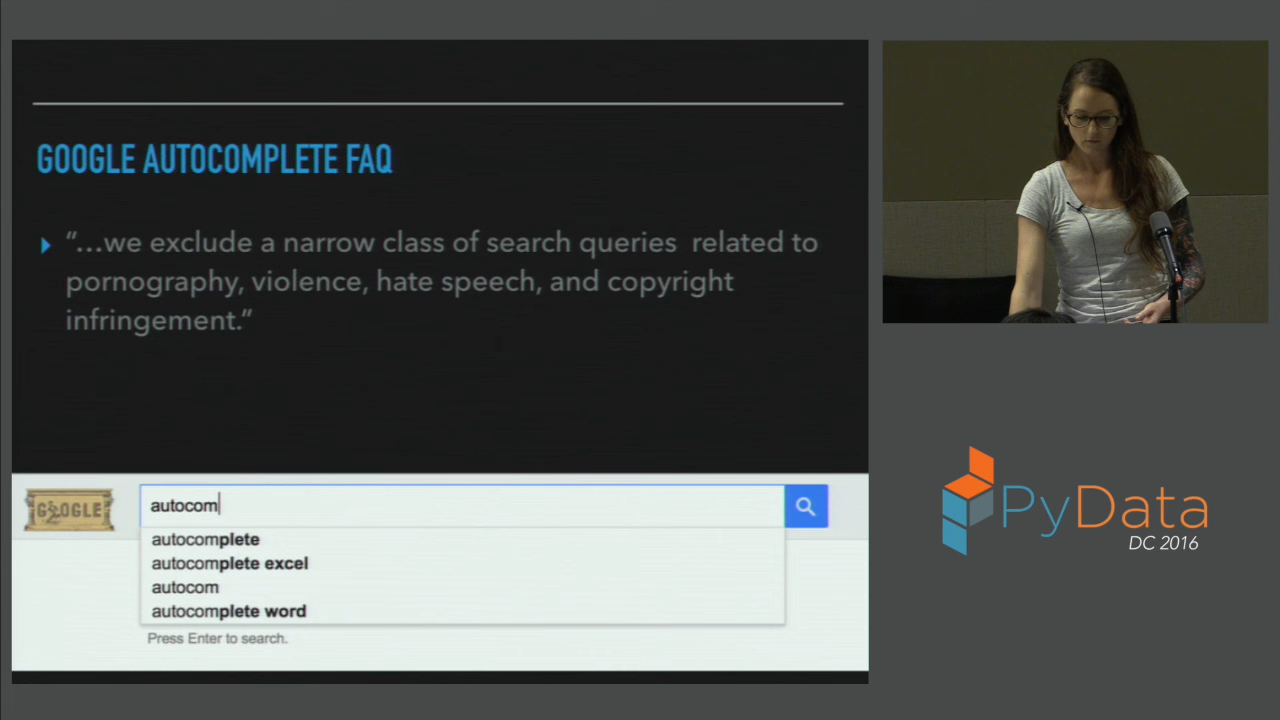 GOOGLE AUTOCOMPLETE FAQ
“...we exclude a narrow class of search queries related to
pornography, violence, hate speech, and copyright
infringement.”
GOOGLE
autocom
autocomplete
autocomplete excel
autocom
autocomplete word
Press Enter to search.
PyData
DC 2016